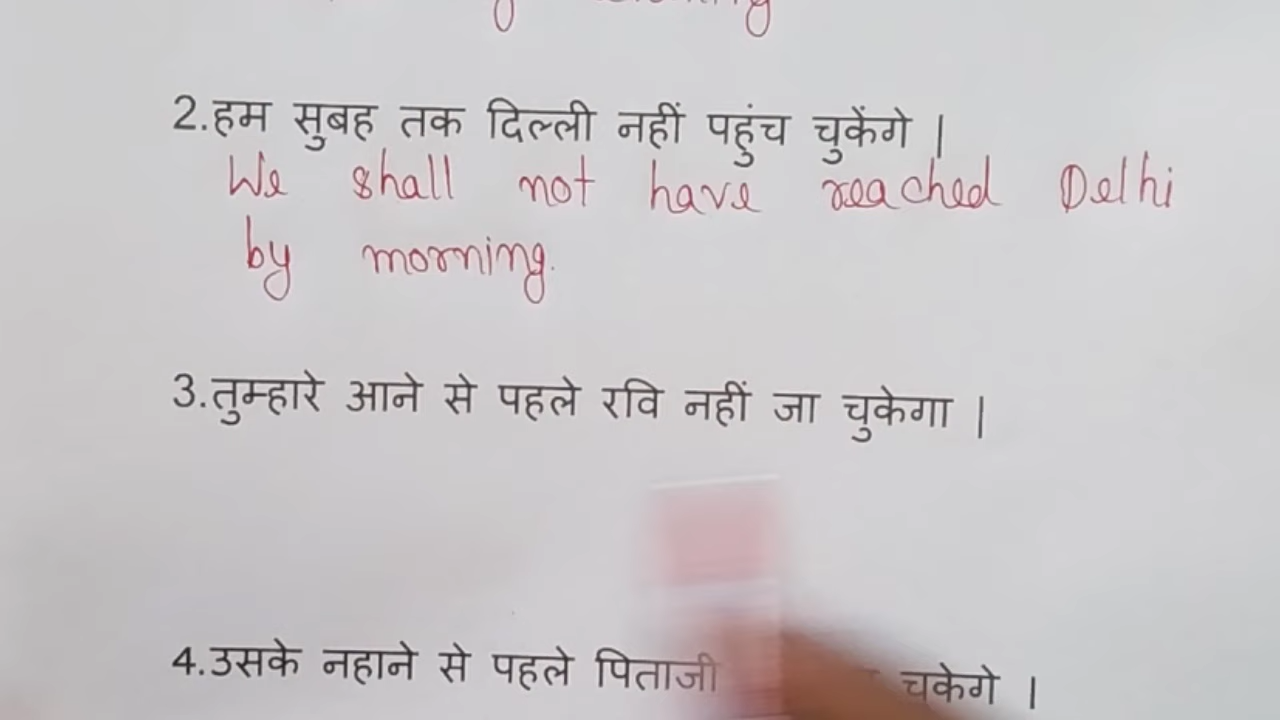 2.हम सुबह तक दिल्ली नहीं पहुंच चुकेंगे |
We shall not have reached Delhi
by morning.
3.तुम्हारे आने से पहले रवि नहीं जा चुकेगा |
4.उसके नहाने से पहले पिताजी चुकेगे |